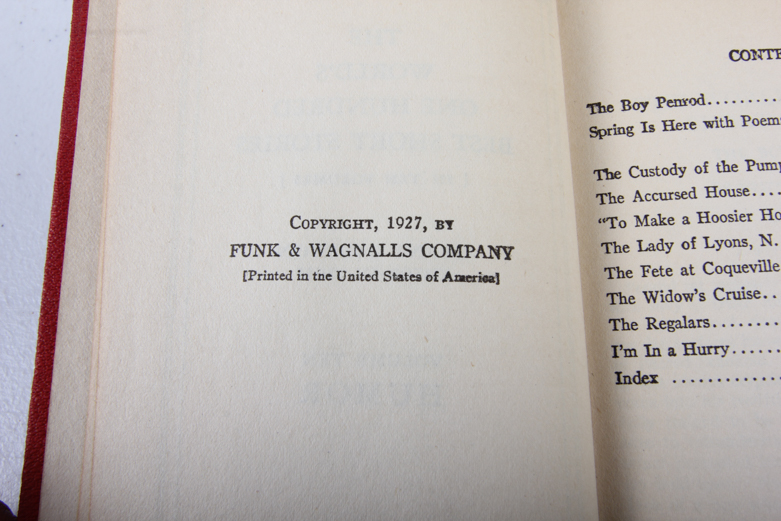 COPYRIGHT, 1927, BY
FUNK & WAGNALLS COMPANY
[Printed in the United States of America]
CONTE
The Boy Penrod........
Spring Is Here with Poem
The Custody of the Pump
The Accursed House....
"To Make a Hoosier Ho
The Lady of Lyons, N.
The Fete at Coqueville
The Widow's Cruise..
The Regalars........
I'm In a Hurry......
Index ............